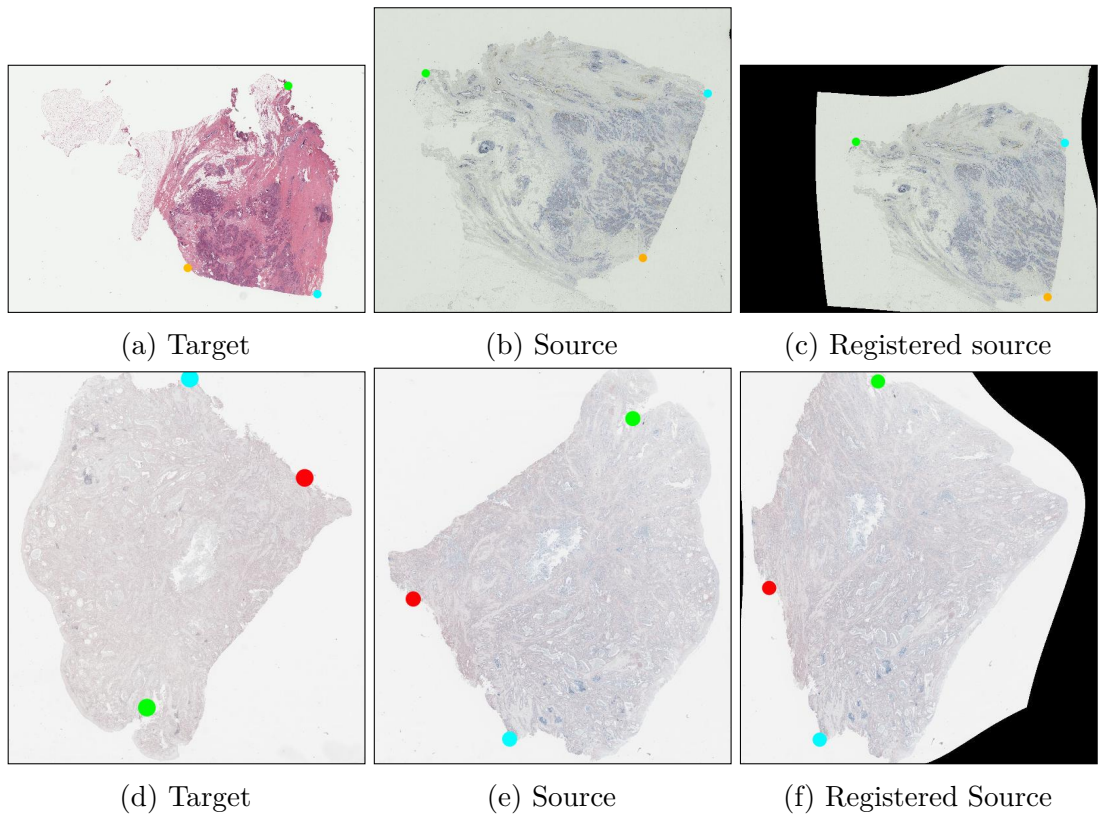 (a) Target
(b) Source
(c) Registered source
(d) Target
(e) Source
(f) Registered Source